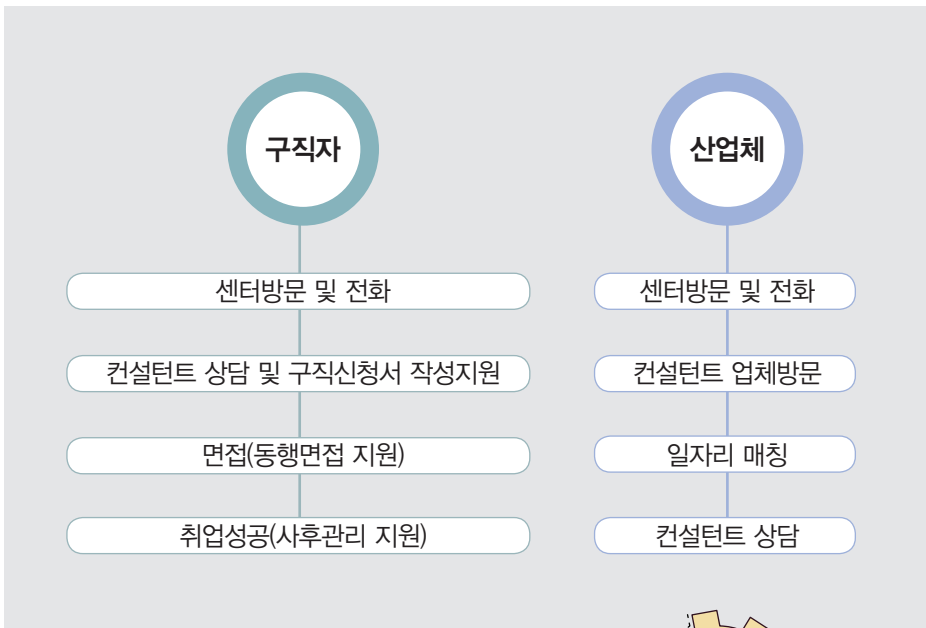 구직자
센터방문 및 전화
컨설턴트 상담 및 구직신청서 작성지원
면접(동행면접 지원)
취업성공(사후관리 지원)
산업체
센터방문 및 전화
컨설턴트 업체방문
일자리 매칭
컨설턴트 상담